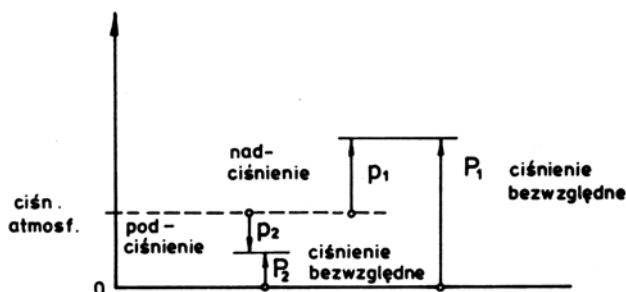 nad-
ciśnienie
p₁
P₁
ciśnienie
bezwzględne
ciśn.
atmosf.
pod-
ciśnienie
p₂
P₂
ciśnienie
bezwzględne
0